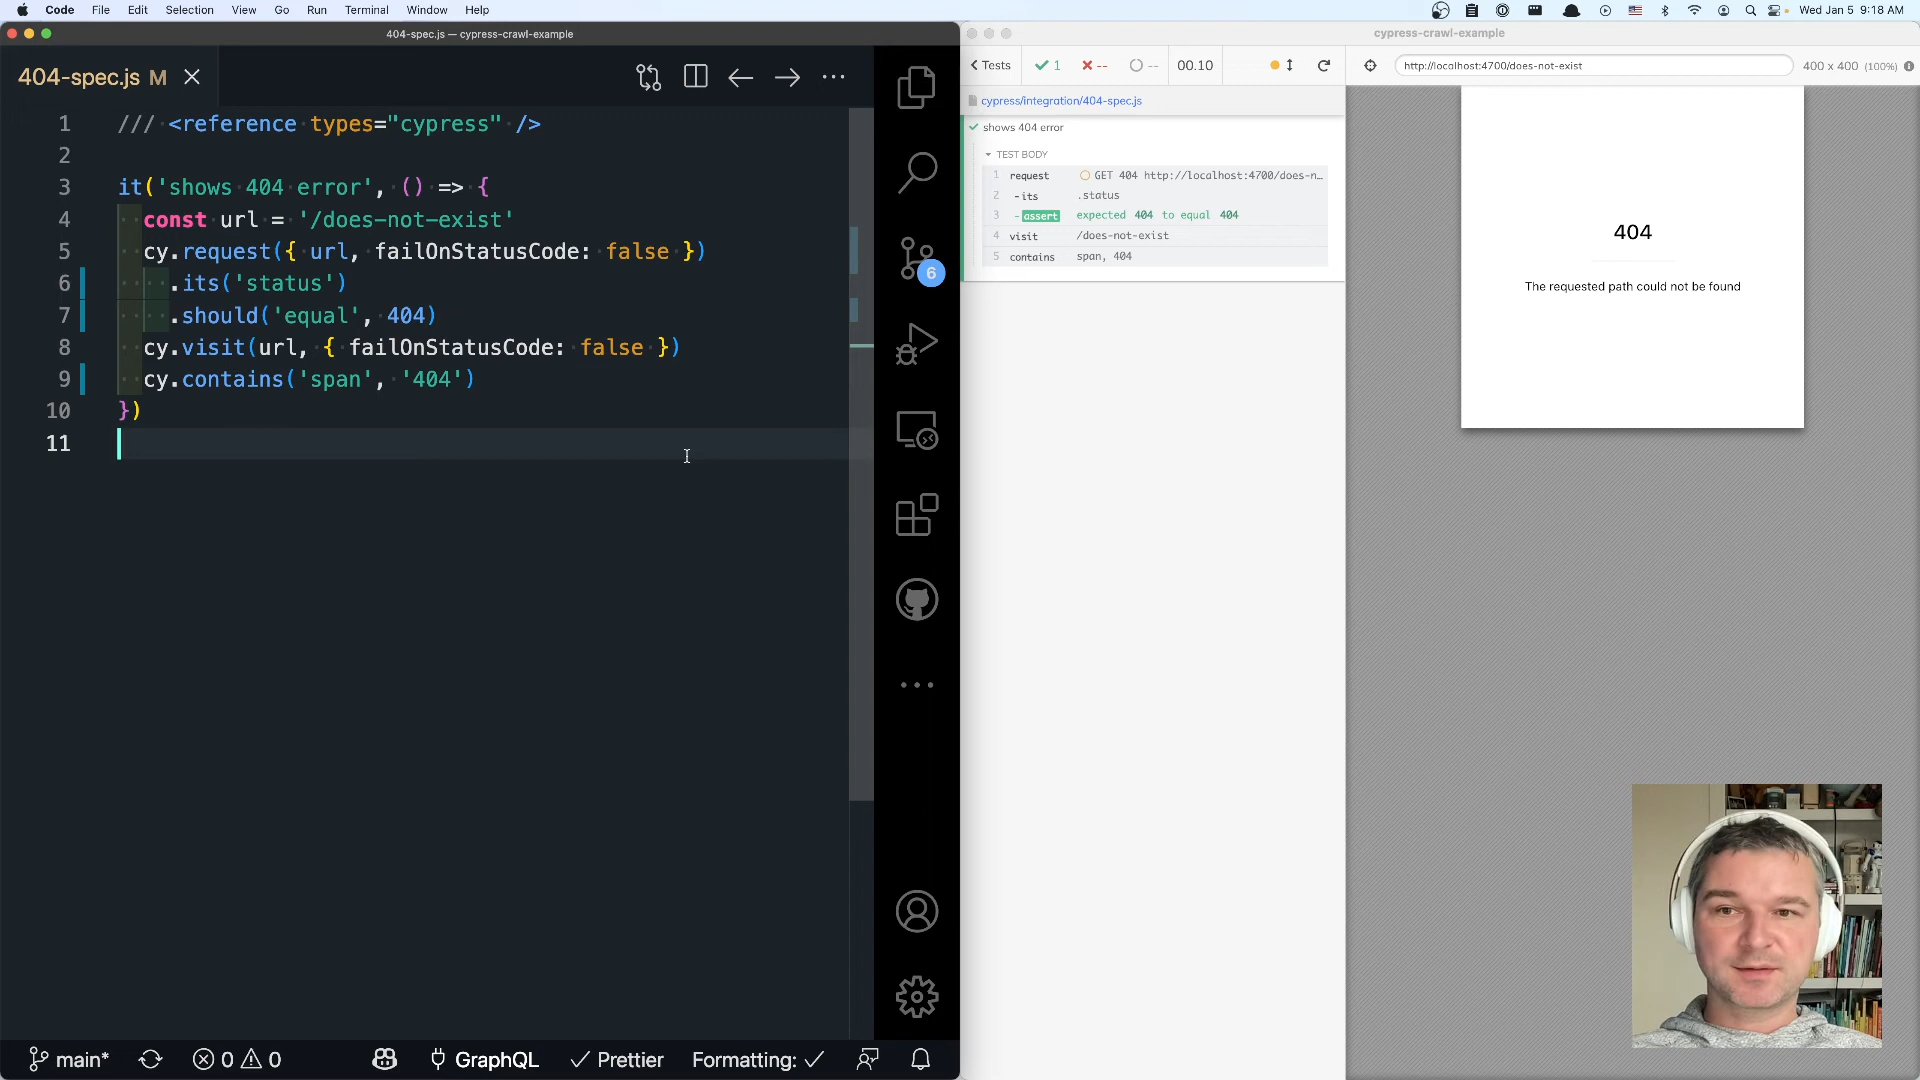 Code File Edit Selection View Go Run Terminal Window Help
Wed Jan 5 9:18 AM
404-spec.js — cypress-crawl-example
404-spec.js M
1 /// <reference types="cypress" />
2
3 it('shows 404 error', () => {
4 const url = '/does-not-exist'
5 cy.request({ url, failOnStatusCode: false })
6 .its('status')
7 .should('equal', 404)
8 cy.visit(url, { failOnStatusCode: false })
9 cy.contains('span', '404')
10 })
11
6
main* 0 0 GraphQL Prettier Formatting:
cypress-crawl-example
Tests 1 -- -- 00.10
http://localhost:4700/does-not-exist 400 x 400 (100%)
cypress/integration/404-spec.js
shows 404 error
TEST BODY
1 request GET 404 http://localhost:4700/does-n…
2 -its .status
3 -assert expected 404 to equal 404
4 visit /does-not-exist
5 contains span, 404
404
The requested path could not be found